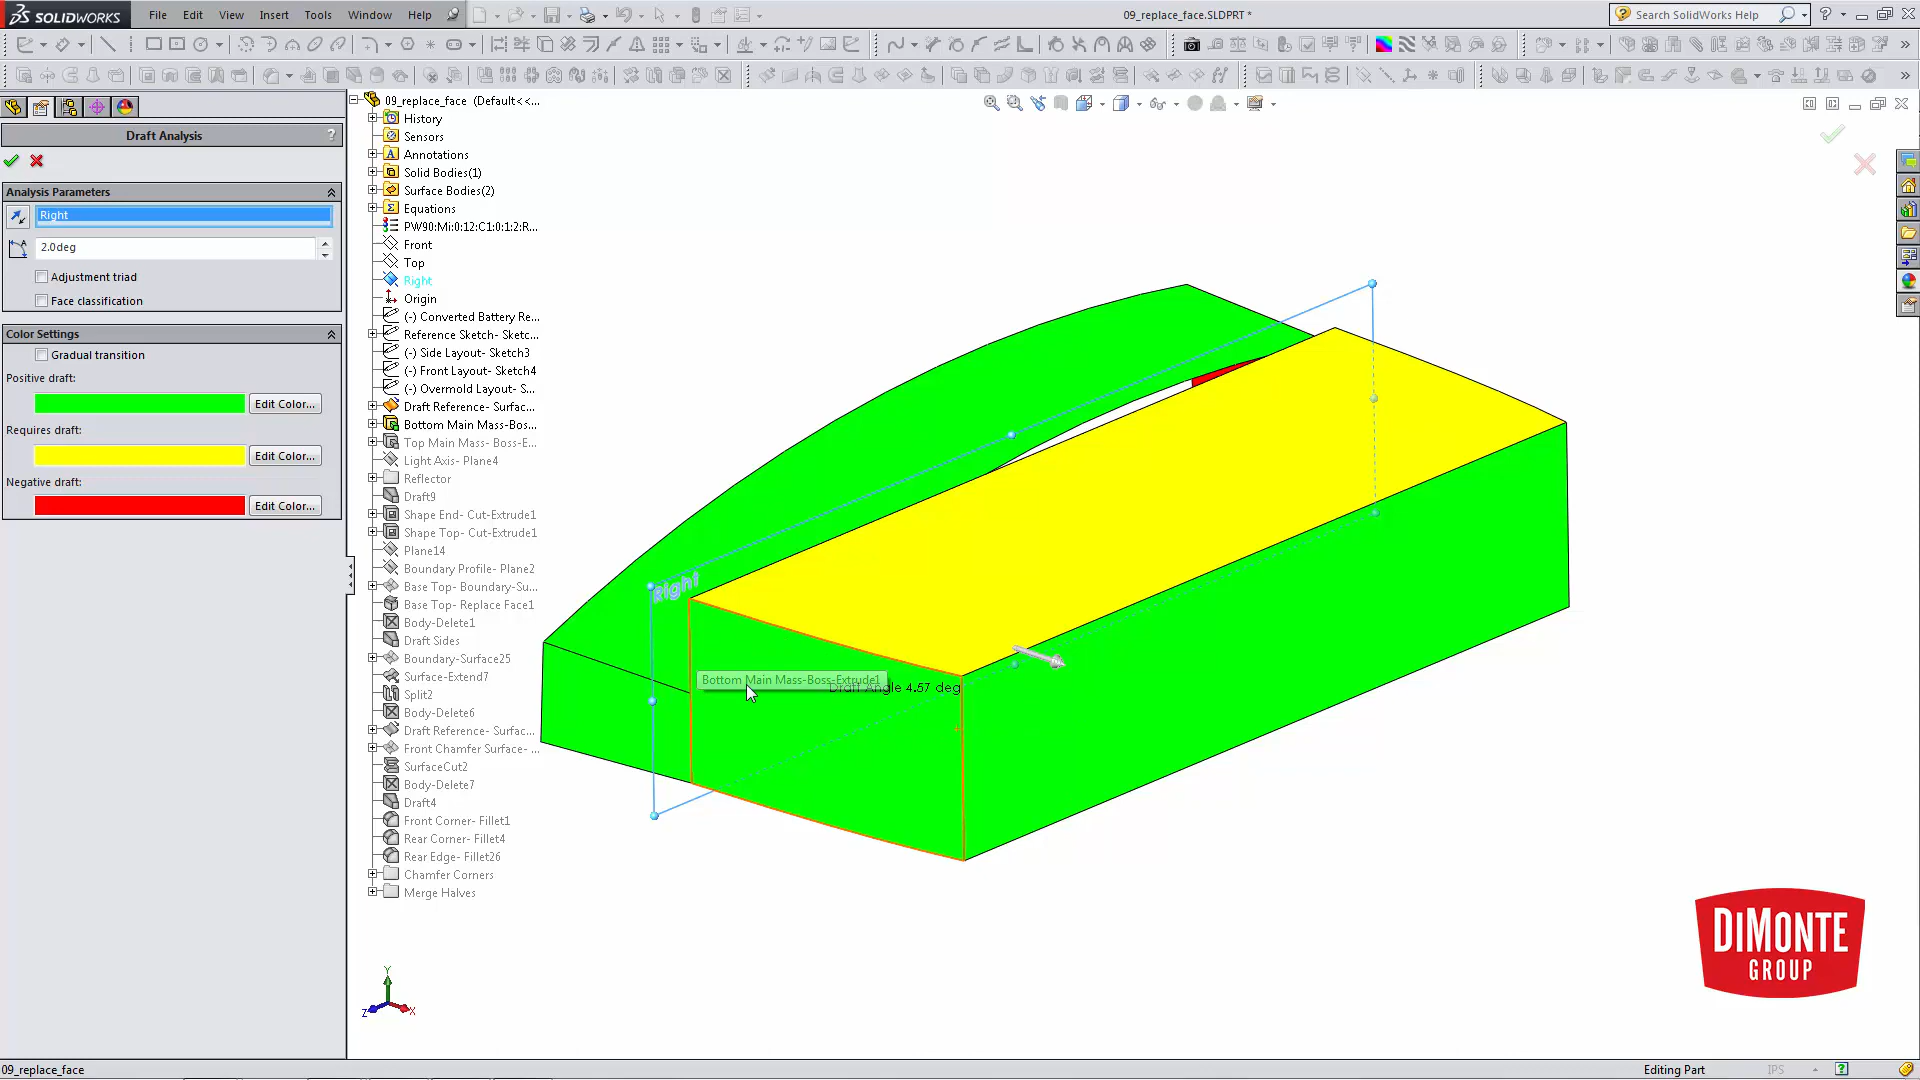 SOLIDWORKS File Edit View Insert Tools Window Help 09_replace_face.SLDPRT * Search SolidWorks Help
09_replace_face (Default<<...
Draft Analysis ?
Analysis Parameters
Right
2.0deg
Adjustment triad
Face classification
Color Settings
Gradual transition
Positive draft:
Edit Color...
Requires draft:
Edit Color...
Negative draft:
Edit Color...
History
Sensors
Annotations
Solid Bodies(1)
Surface Bodies(2)
Equations
PW90:Mi:0:12:C1:0:1:2:R...
Front
Top
Right
Origin
(-) Converted Battery Re...
Reference Sketch- Sketc...
(-) Side Layout- Sketch3
(-) Front Layout- Sketch4
(-) Overmold Layout- S...
Draft Reference- Surfac...
Bottom Main Mass-Bos...
Top Main Mass- Boss-E...
Light Axis- Plane4
Reflector
Draft9
Shape End- Cut-Extrude1
Shape Top- Cut-Extrude1
Plane14
Boundary Profile- Plane2
Base Top- Boundary-Su...
Base Top- Replace Face1
Body-Delete1
Draft Sides
Boundary-Surface25
Surface-Extend7
Split2
Body-Delete6
Draft Reference- Surfac...
Front Chamfer Surface- ...
SurfaceCut2
Body-Delete7
Draft4
Front Corner- Fillet1
Rear Corner- Fillet4
Rear Edge- Fillet26
Chamfer Corners
Merge Halves
Right
Bottom Main Mass-Boss-Extrude1
Draft Angle 4.57 deg
Y
Z X
DIMONTE
GROUP
09_replace_face Editing Part IPS